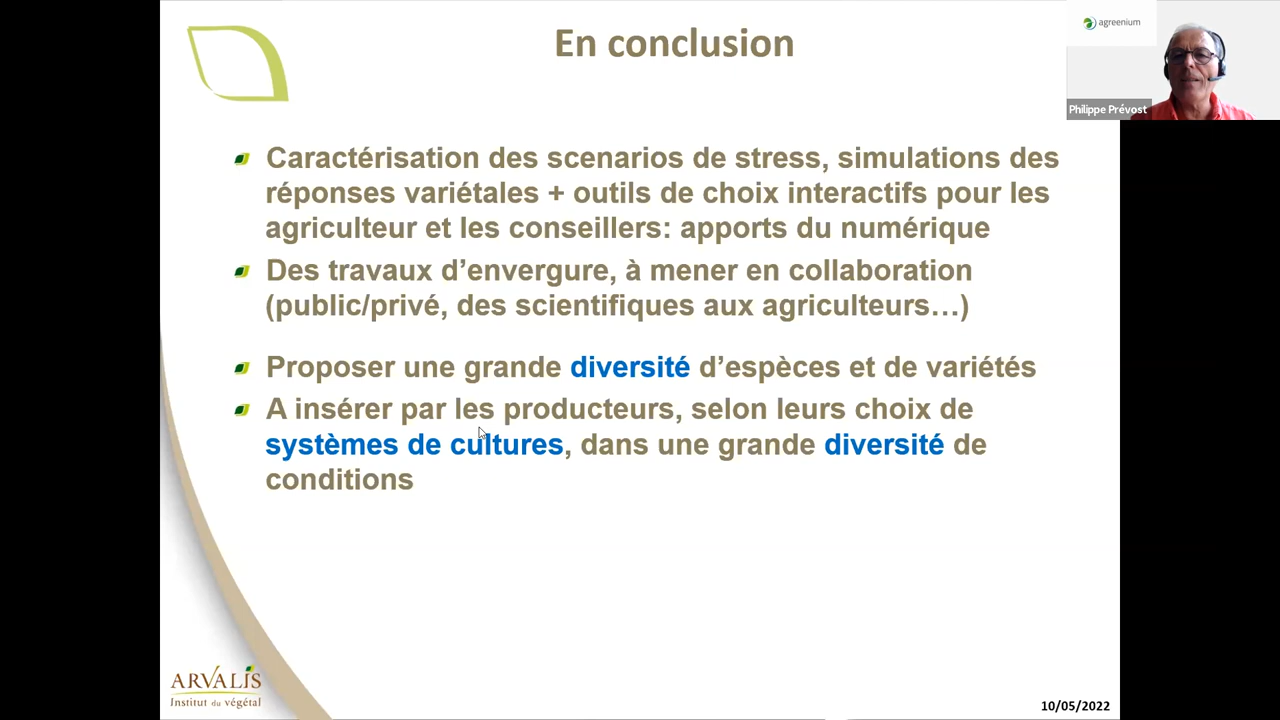 En conclusion
agreenium
Philippe Prévost
Caractérisation des scenarios de stress, simulations des
réponses variétales + outils de choix interactifs pour les
agriculteur et les conseillers: apports du numérique
Des travaux d’envergure, à mener en collaboration
(public/privé, des scientifiques aux agriculteurs…)
Proposer une grande diversité d’espèces et de variétés
A insérer par les producteurs, selon leurs choix de
systèmes de cultures, dans une grande diversité de
conditions
ARVALIS
Institut du végétal
10/05/2022